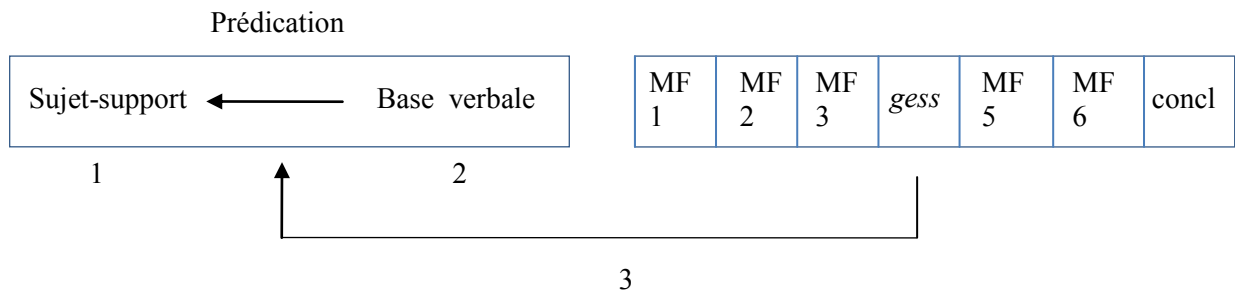 Prédication
Sujet-support Base verbale
MF 1 MF 2 MF 3 gess MF 5 MF 6 concl
1 2
3